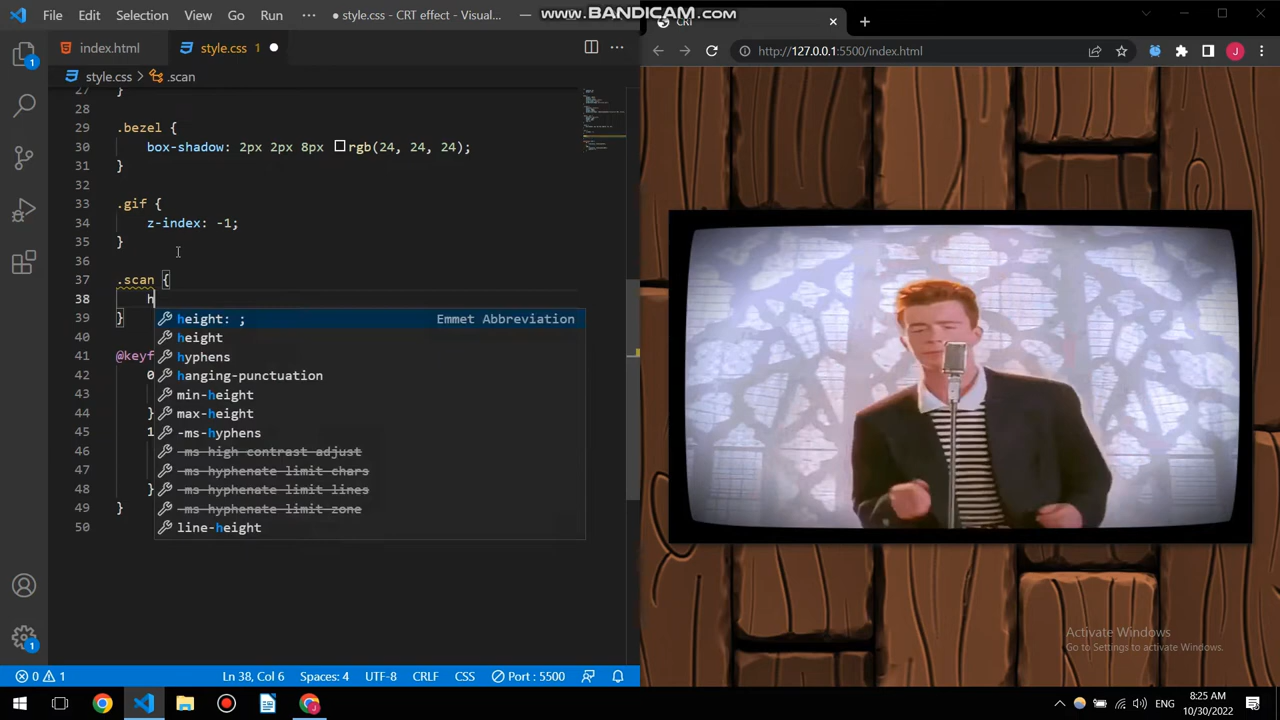 File Edit Selection View Go Run ··· ● style.css - CRT effect - Visual...
www.BANDICAM.com
CRT
index.html
style.css 1
http://127.0.0.1:5500/index.html
J
style.css > .scan
27 }
28
29 .bezel {
30 box-shadow: 2px 2px 8px rgb(24, 24, 24);
31 }
32
33 .gif {
34 z-index: -1;
35 }
36
37 .scan {
38 h
39 }
40
41 @keyf
42 0
43
44 }
45 1
46
47
48 }
49 }
50
height: ; Emmet Abbreviation
height
hyphens
hanging-punctuation
min-height
max-height
-ms-hyphens
-ms-high-contrast-adjust
-ms-hyphenate-limit-chars
-ms-hyphenate-limit-lines
-ms-hyphenate-limit-zone
line-height
1
1
Activate Windows
Go to Settings to activate Windows.
0 1 Ln 38, Col 6 Spaces: 4 UTF-8 CRLF CSS Port : 5500
ENG
8:25 AM
10/30/2022